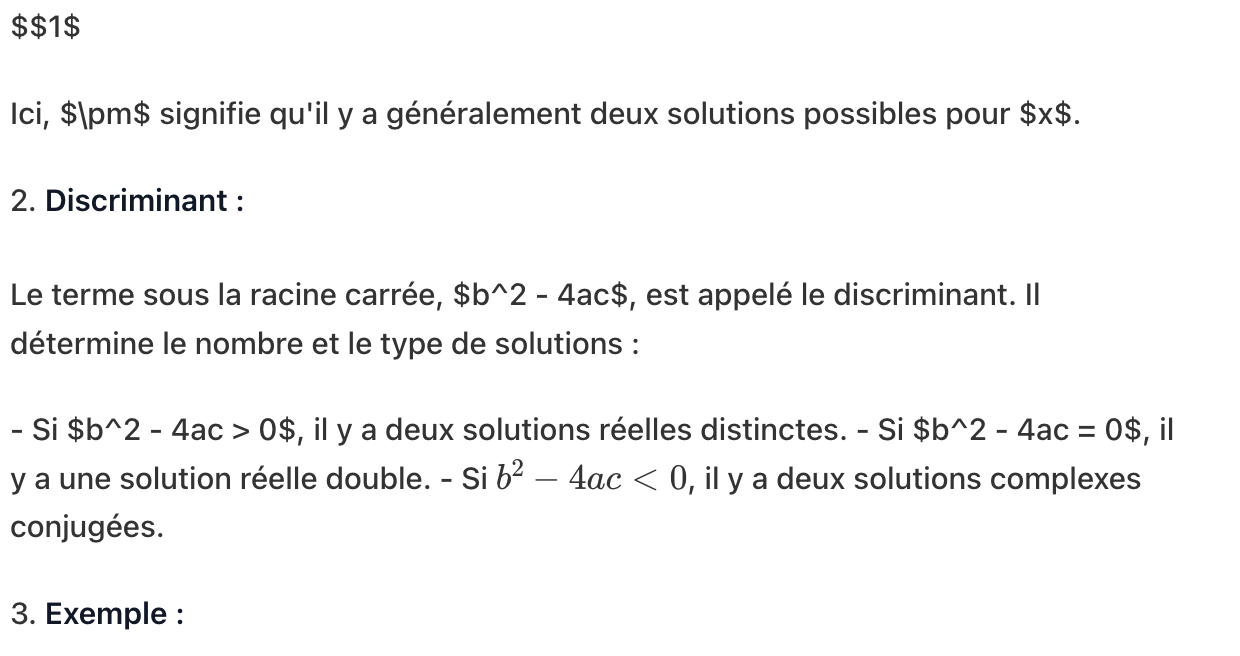 $$1$
Ici, $\pm$ signifie qu'il y a généralement deux solutions possibles pour $x$.
2. Discriminant :
Le terme sous la racine carrée, $b^2 - 4ac$, est appelé le discriminant. Il
détermine le nombre et le type de solutions :
- Si $b^2 - 4ac > 0$, il y a deux solutions réelles distinctes. - Si $b^2 - 4ac = 0$, il
y a une solution réelle double. - Si b² − 4ac < 0, il y a deux solutions complexes
conjugées.
3. Exemple :